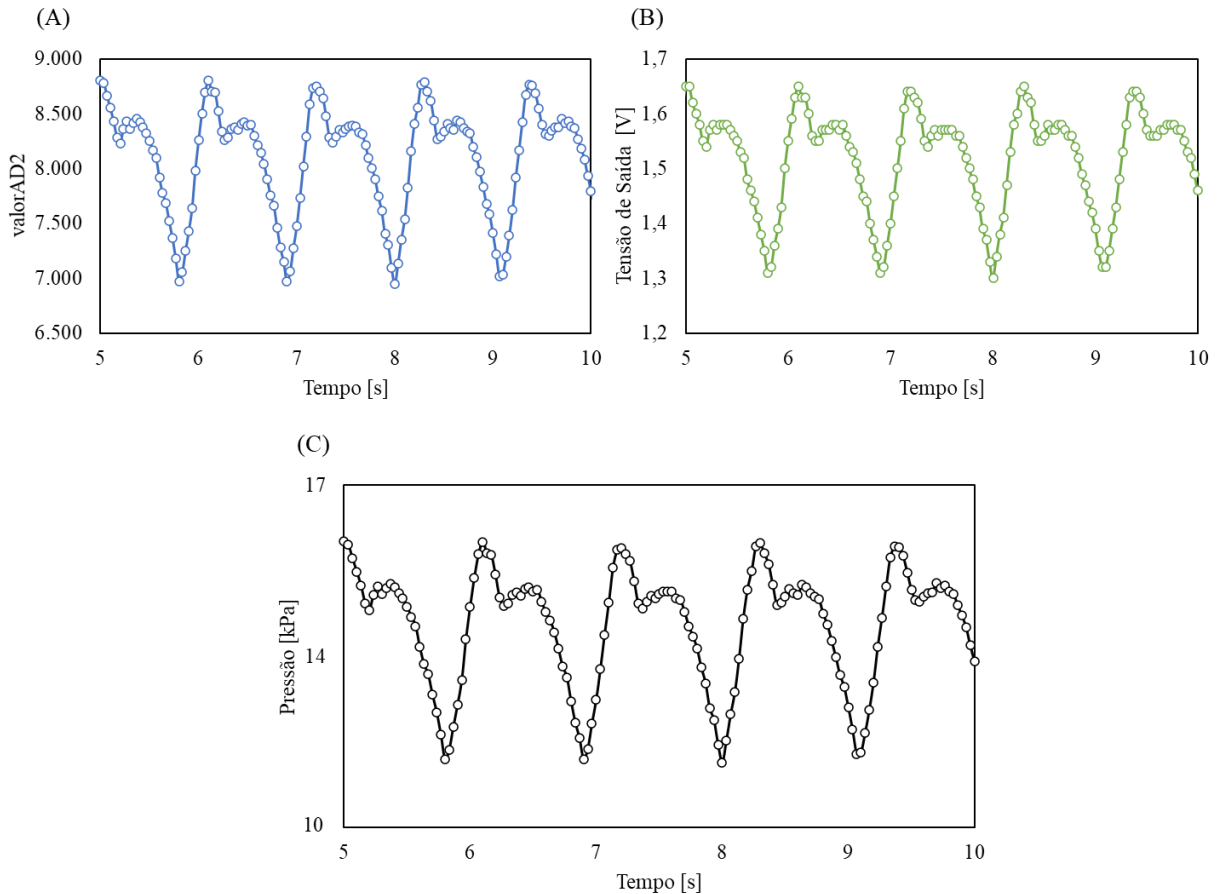 (A)
valorAD2
9.000
8.500
8.000
7.500
7.000
6.500
5 6 7 8 9 10
Tempo [s]
(B)
Tensão de Saída [V]
1,7
1,6
1,5
1,4
1,3
1,2
5 6 7 8 9 10
Tempo [s]
(C)
Pressão [kPa]
17
14
10
5 6 7 8 9 10
Tempo [s]